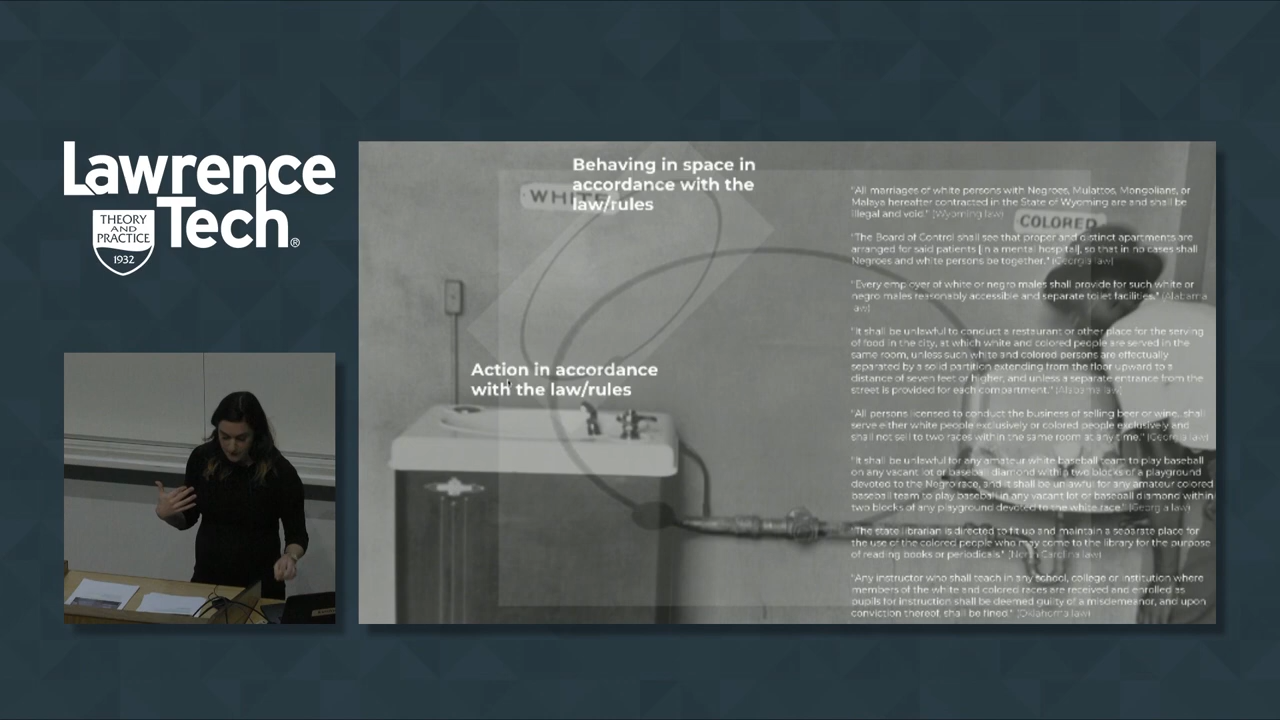 Lawrence
Tech®
THEORY
AND
PRACTICE
1932
Behaving in space in
accordance with the
law/rules
WHITE
Action in accordance
with the law/rules
COLORED
"All marriages of white persons with Negroes, Mulattos, Mongolians, or
Malaya hereafter contracted in the State of Wyoming are and shall be
illegal and void." (Wyoming law)
"The Board of Control shall see that proper and distinct apartments are
arranged for said patients [in a mental hospital], so that in no cases shall
Negroes and white persons be together." (Georgia law)
"Every employer of white or negro males shall provide for such white or
negro males reasonably accessible and separate toilet facilities." (Alabama
law)
"It shall be unlawful to conduct a restaurant or other place for the serving
of food in the city, at which white and colored people are served in the
same room, unless such white and colored persons are effectually
separated by a solid partition extending from the floor upward to a
distance of seven feet or higher, and unless a separate entrance from the
street is provided for each compartment." (Alabama law)
"All persons licensed to conduct the business of selling beer or wine...shall
serve either white people exclusively or colored people exclusively and
shall not sell to two races within the same room at any time." (Georgia law)
"It shall be unlawful for any amateur white baseball team to play baseball
on any vacant lot or baseball diamond within two blocks of a playground
devoted to the Negro race, and it shall be unlawful for any amateur colored
baseball team to play baseball in any vacant lot or baseball diamond within
two blocks of any playground devoted to the white race." (Georgia law)
"The state librarian is directed to fit up and maintain a separate place for
the use of the colored people who may come to the library for the purpose
of reading books or periodicals." (North Carolina law)
"Any instructor who shall teach in any school, college or institution where
members of the white and colored races are received and enrolled as
pupils for instruction shall be deemed guilty of a misdemeanor, and upon
conviction thereof, shall be fined." (Oklahoma law)